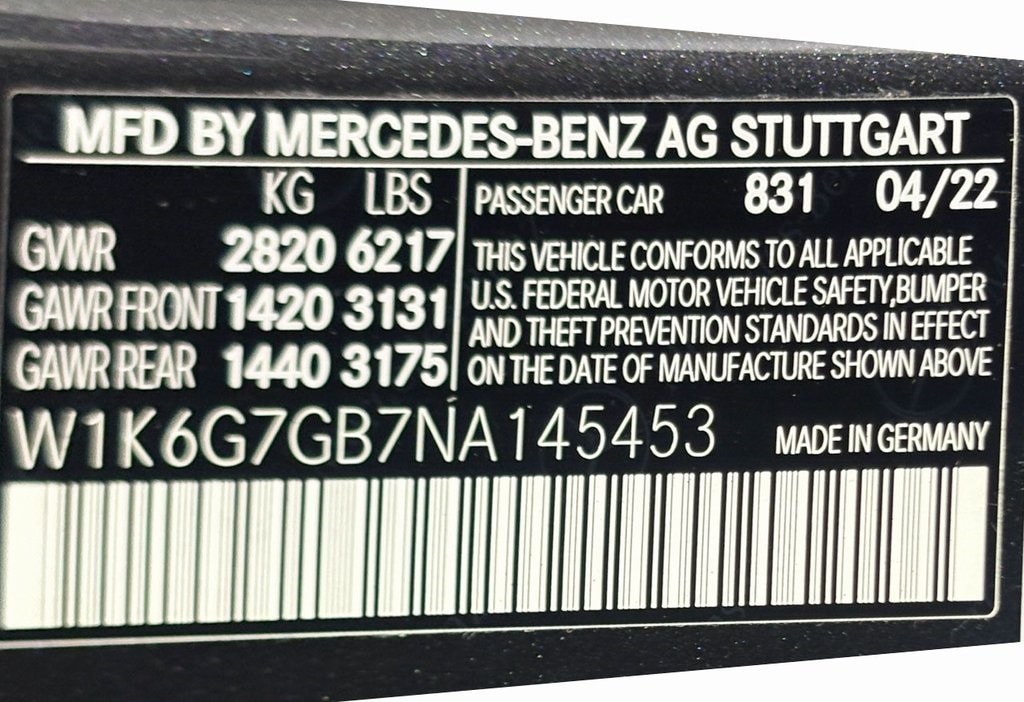 MFD BY MERCEDES-BENZ AG STUTTGART
KG LBS
GVWR 2820 6217
GAWR FRONT 1420 3131
GAWR REAR 1440 3175
PASSENGER CAR 831 04/22
THIS VEHICLE CONFORMS TO ALL APPLICABLE
U.S. FEDERAL MOTOR VEHICLE SAFETY,BUMPER
AND THEFT PREVENTION STANDARDS IN EFFECT
ON THE DATE OF MANUFACTURE SHOWN ABOVE
W1K6G7GB7NA145453 MADE IN GERMANY